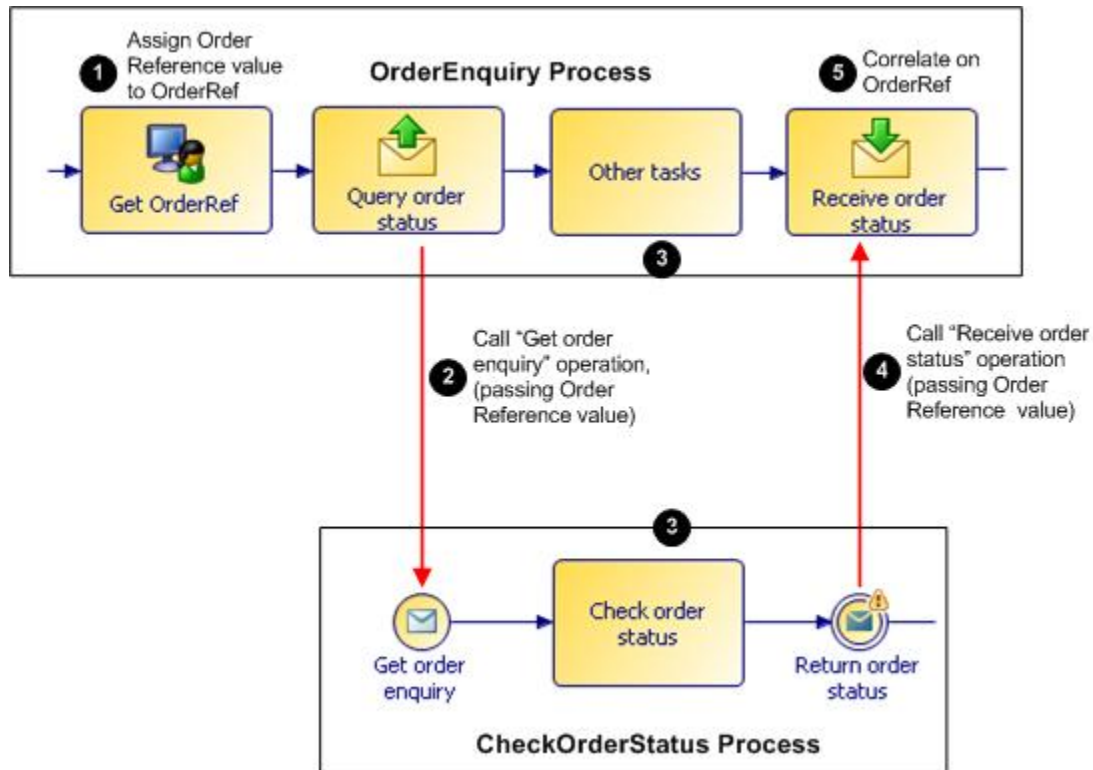 Assign Order
Reference value
to OrderRef
1
OrderEnquiry Process
5
Correlate on
OrderRef
Get OrderRef
Query order
status
Other tasks
Receive order
status
3
2
Call “Get order
enquiry” operation,
(passing Order
Reference value)
4
Call “Receive order
status” operation
(passing Order
Reference value)
3
Get order
enquiry
Check order
status
Return order
status
CheckOrderStatus Process